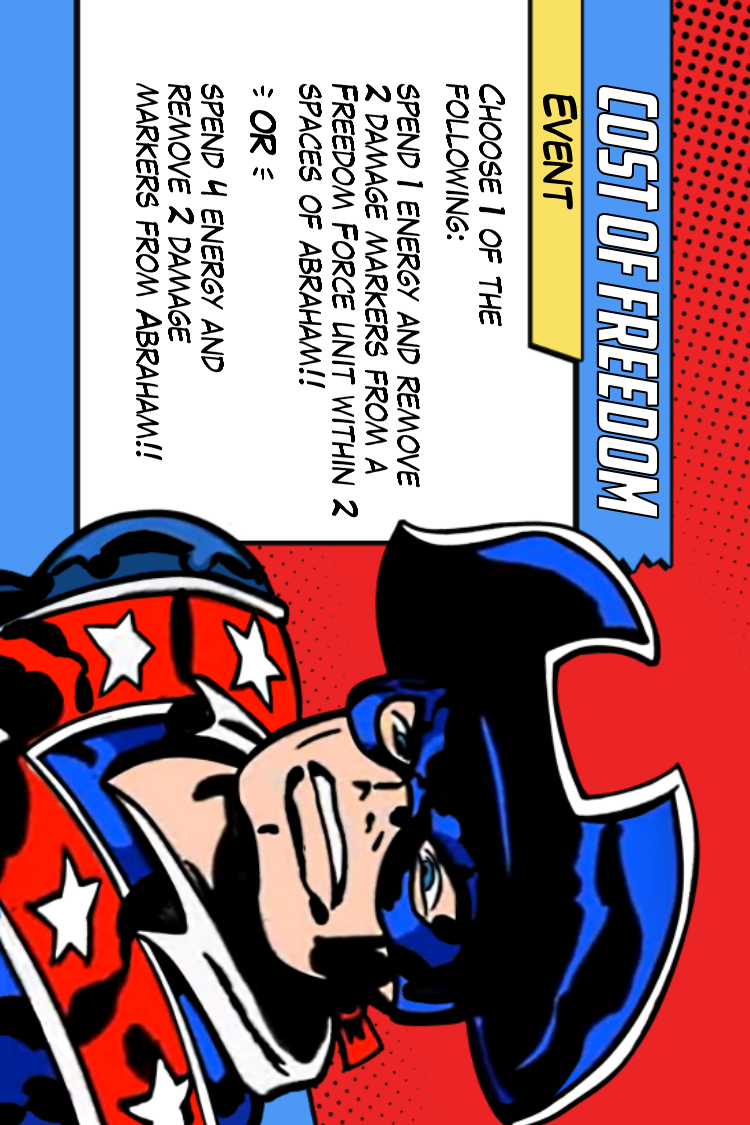 COST OF FREEDOM
EVENT
CHOOSE 1 OF THE
FOLLOWING:
SPEND 1 ENERGY AND REMOVE
2 DAMAGE MARKERS FROM A
FREEDOM FORCE UNIT WITHIN 2
SPACES OF ABRAHAM!!
OR
SPEND 4 ENERGY AND
REMOVE 2 DAMAGE
MARKERS FROM ABRAHAM!!